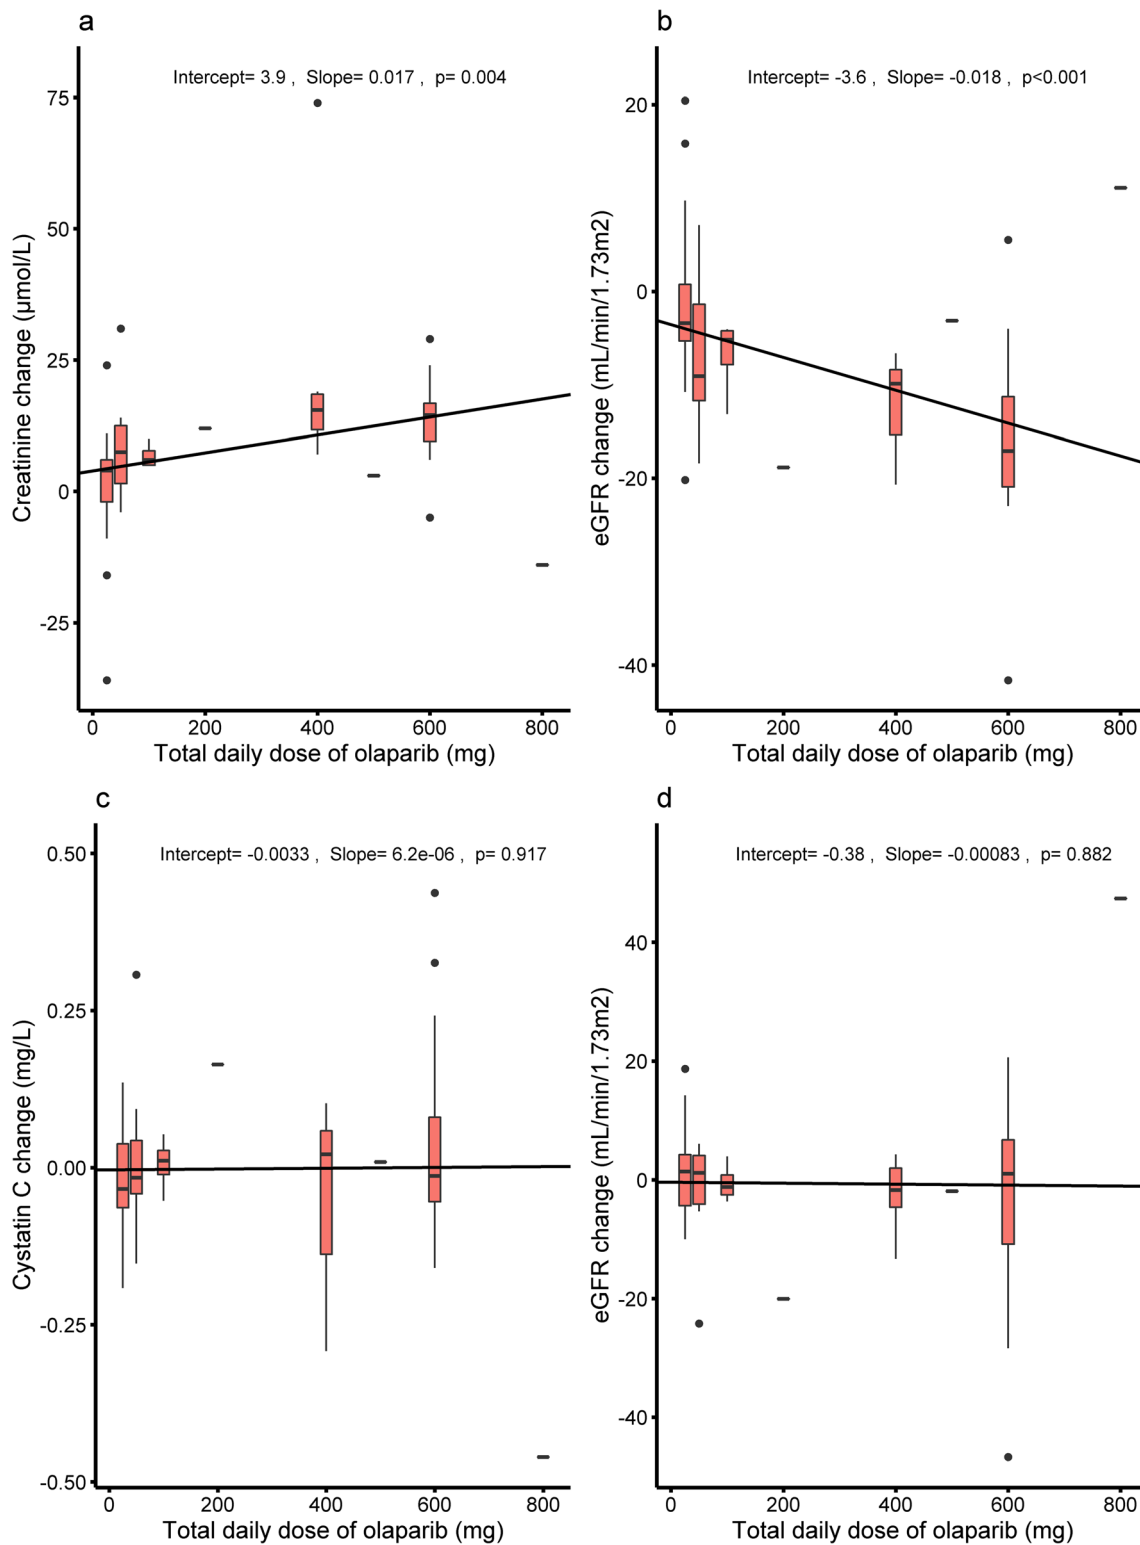 a
Intercept= 3.9 , Slope= 0.017 , p= 0.004
Creatinine change (µmol/L)
75
50
25
0
-25
0 200 400 600 800
Total daily dose of olaparib (mg)
b
Intercept= -3.6 , Slope= -0.018 , p<0.001
eGFR change (mL/min/1.73m2)
20
0
-20
-40
0 200 400 600 800
Total daily dose of olaparib (mg)
c
Intercept= -0.0033 , Slope= 6.2e-06 , p= 0.917
Cystatin C change (mg/L)
0.50
0.25
0.00
-0.25
-0.50
0 200 400 600 800
Total daily dose of olaparib (mg)
d
Intercept= -0.38 , Slope= -0.00083 , p= 0.882
eGFR change (mL/min/1.73m2)
40
20
0
-20
-40
0 200 400 600 800
Total daily dose of olaparib (mg)